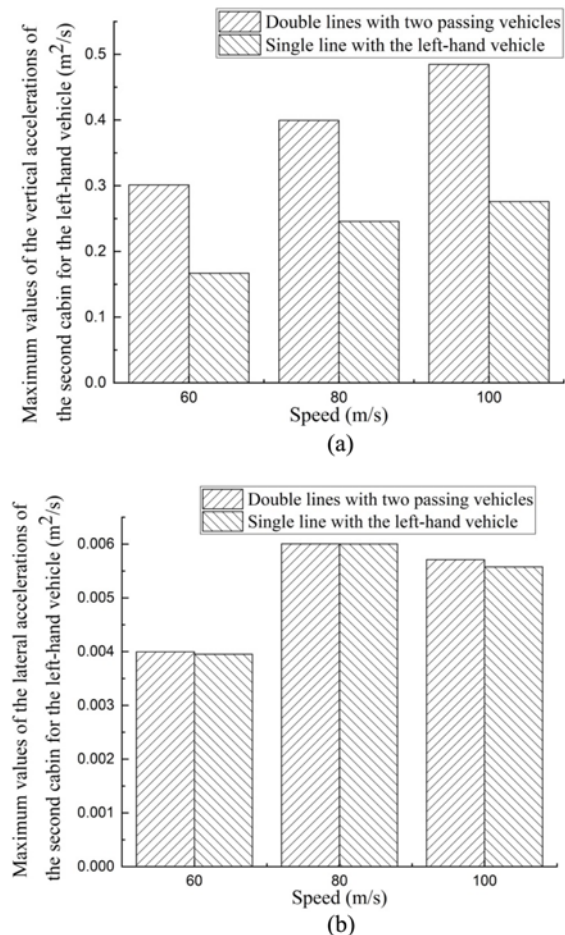 Double lines with two passing vehicles
Single line with the left-hand vehicle
Maximum values of the vertical accelerations of
the second cabin for the left-hand vehicle (m²/s)
0.5
0.4
0.3
0.2
0.1
0.0
60
80
100
Speed (m/s)
(a)
Double lines with two passing vehicles
Single line with the left-hand vehicle
Maximum values of the lateral accelerations of
the second cabin for the left-hand vehicle (m²/s)
0.006
0.005
0.004
0.003
0.002
0.001
0.000
60
80
100
Speed (m/s)
(b)